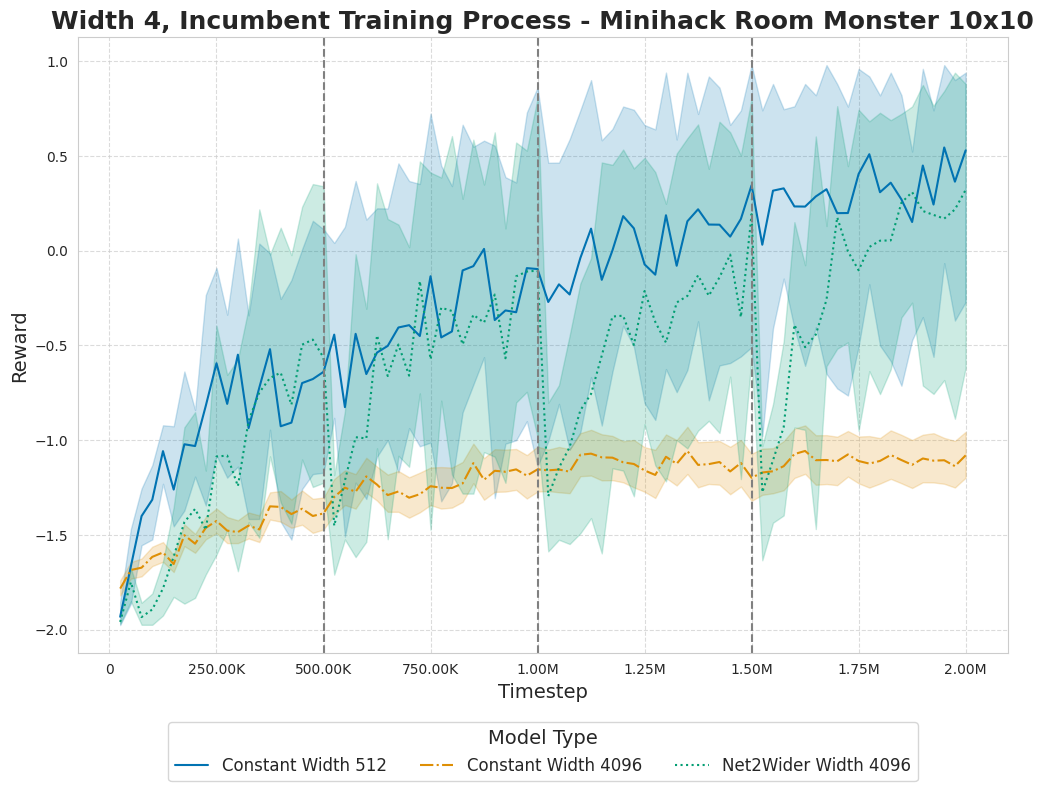 Width 4, Incumbent Training Process - Minihack Room Monster 10x10
1.0
0.5
0.0
−0.5
−1.0
−1.5
−2.0
Reward
0 250.00K 500.00K 750.00K 1.00M 1.25M 1.50M 1.75M 2.00M
Timestep
Model Type
Constant Width 512 Constant Width 4096 Net2Wider Width 4096